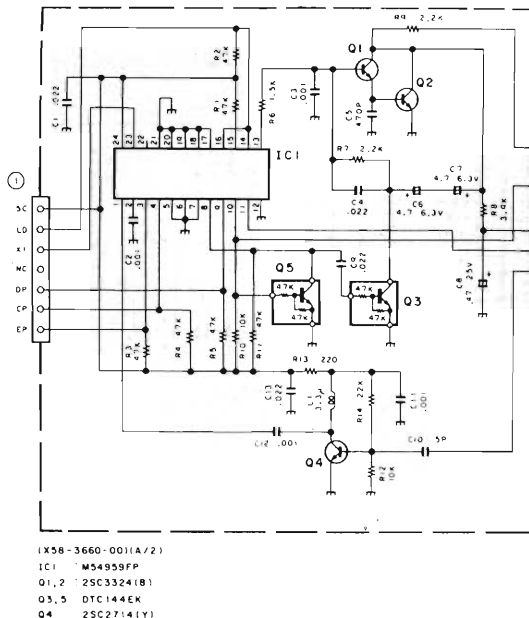 R9 2.2K
Q1
Q2
R2
47K
R1
47K
R6
1.5K
C3
.001
C5
470P
C1
.022
24 23 22 21 20 19 18 17 16 15 14 13
IC1
1 2 3 4 5 6 7 8 9 10 11 12
R7 2.2K
C7
4.7 6.3V
C4
.022
C6
4.7 6.3V
R8
3.9K
C8
.47 25V
1
5C
LD
XI
NC
DP
CP
EP
C2
.001
C9
.022
Q5
47K
47K
Q3
47K
47K
R3
47K
R4
47K
R5
47K
R10
10K
47K
R13 220
C13
.022
L1
3.3μ
R14 22K
C11
.001
C12 .001
Q4
C10 5P
R12
10K
(X58-3660-00)(A/2)
IC1 : M54959FP
Q1,2 : 2SC3324(B)
Q3,5 DTC144EK
Q4 2SC2714(Y)